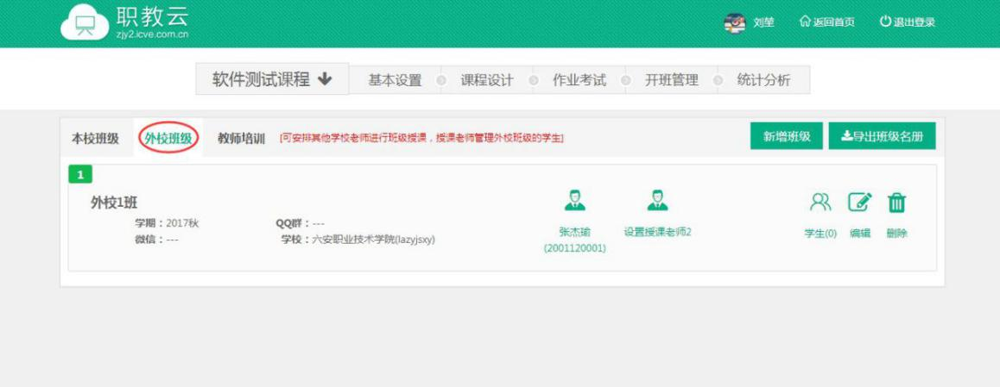 职教云
zjy2.icve.com.cn
刘堃 返回首页 退出登录
软件测试课程 基本设置 课程设计 作业考试 开班管理 统计分析
本校班级 外校班级 教师培训 [可安排其他学校老师进行班级授课，授课老师管理外校班级的学生] 新增班级 导出班级名册
1
外校1班
学期：2017秋 QQ群：---
微信：--- 学校：六安职业技术学院(lazyjsxy)
张杰瑜 设置授课老师2 学生(0) 编辑 删除
(2001120001)